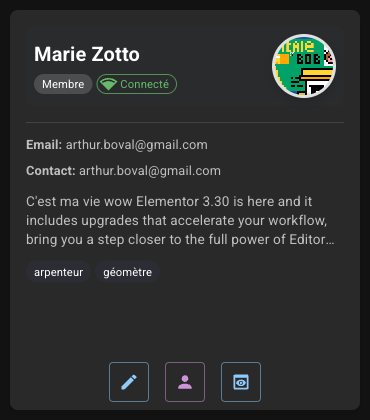 Marie Zotto
Membre
Connecté
BOB
Email: arthur.boval@gmail.com
Contact: arthur.boval@gmail.com
C'est ma vie wow Elementor 3.30 is here and it
includes upgrades that accelerate your workflow,
bring you a step closer to the full power of Editor…
arpenteur
géomètre